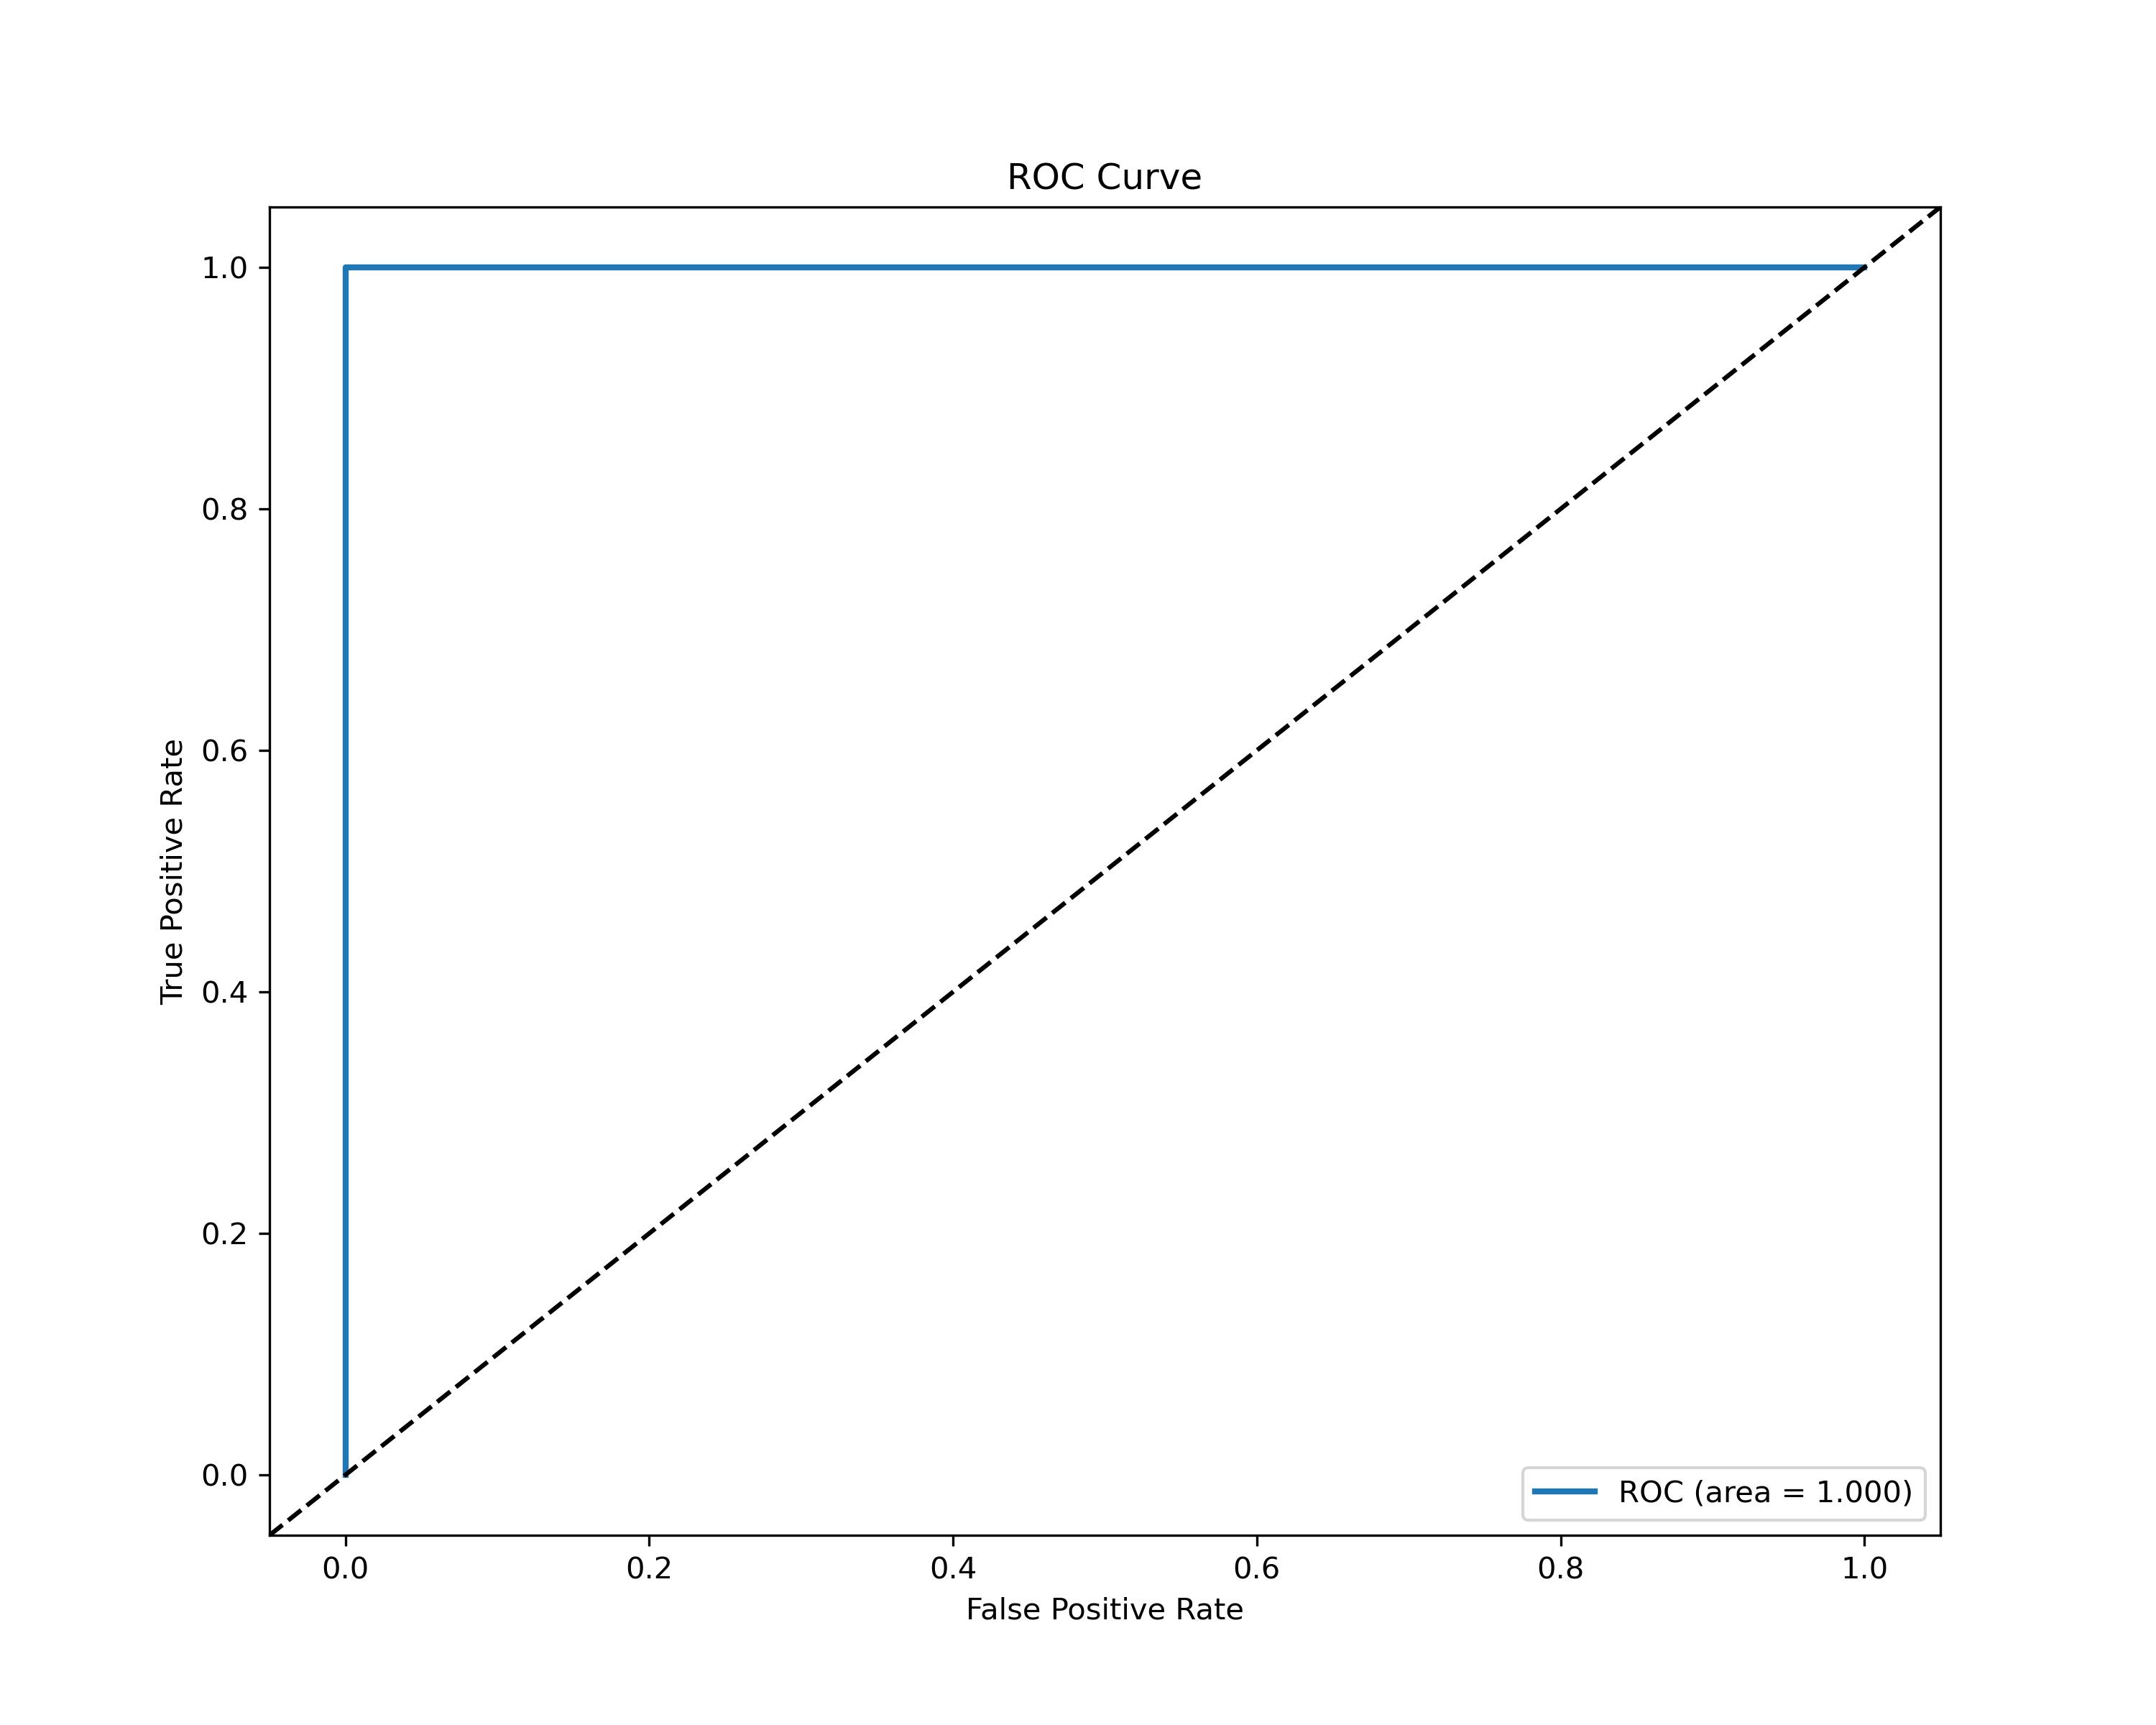 ROC Curve
1.0
0.8
0.6
0.4
0.2
0.0
True Positive Rate
ROC (area = 1.000)
0.0 0.2 0.4 0.6 0.8 1.0
False Positive Rate